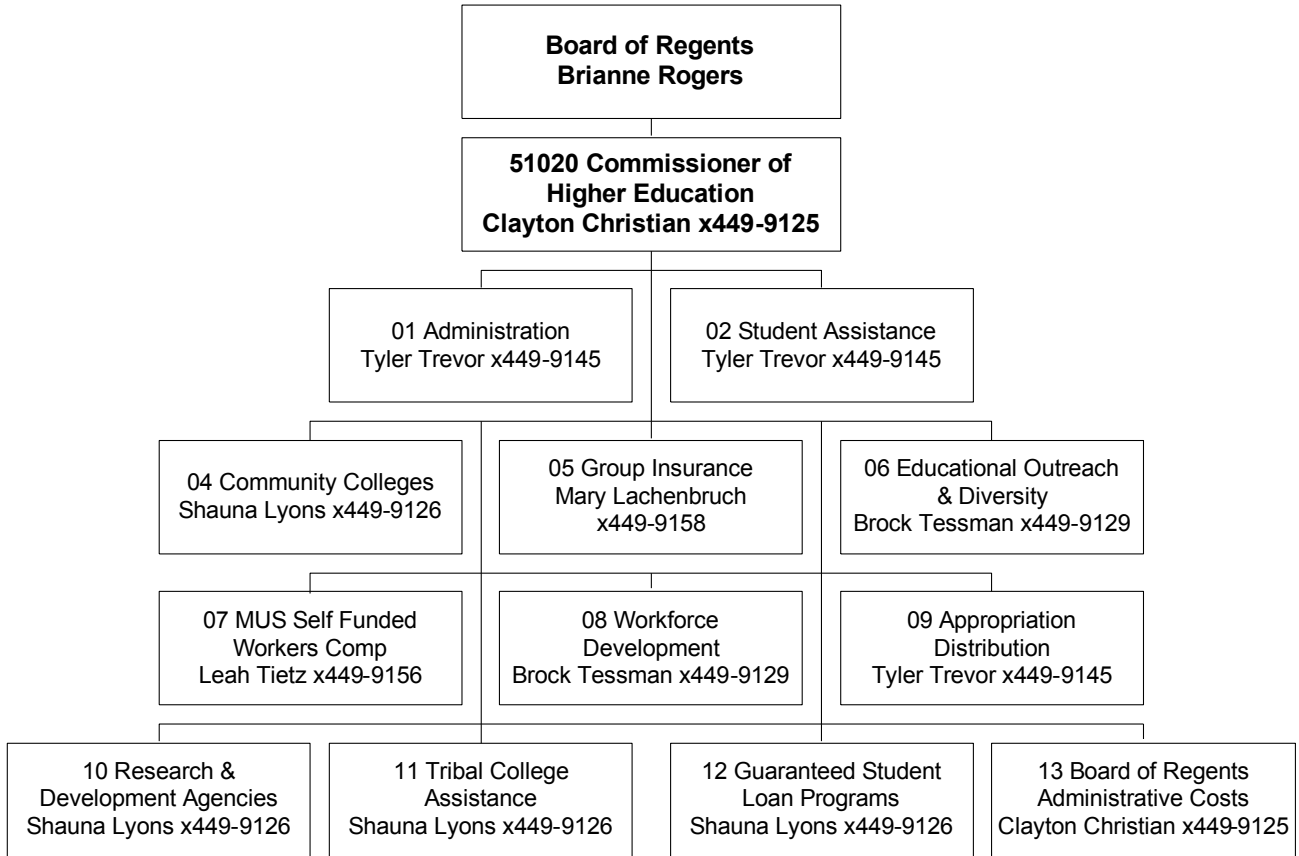 Board of Regents
Brianne Rogers
51020 Commissioner of
Higher Education
Clayton Christian x449-9125
01 Administration
Tyler Trevor x449-9145
02 Student Assistance
Tyler Trevor x449-9145
04 Community Colleges
Shauna Lyons x449-9126
05 Group Insurance
Mary Lachenbruch
x449-9158
06 Educational Outreach
& Diversity
Brock Tessman x449-9129
07 MUS Self Funded
Workers Comp
Leah Tietz x449-9156
08 Workforce
Development
Brock Tessman x449-9129
09 Appropriation
Distribution
Tyler Trevor x449-9145
10 Research &
Development Agencies
Shauna Lyons x449-9126
11 Tribal College
Assistance
Shauna Lyons x449-9126
12 Guaranteed Student
Loan Programs
Shauna Lyons x449-9126
13 Board of Regents
Administrative Costs
Clayton Christian x449-9125